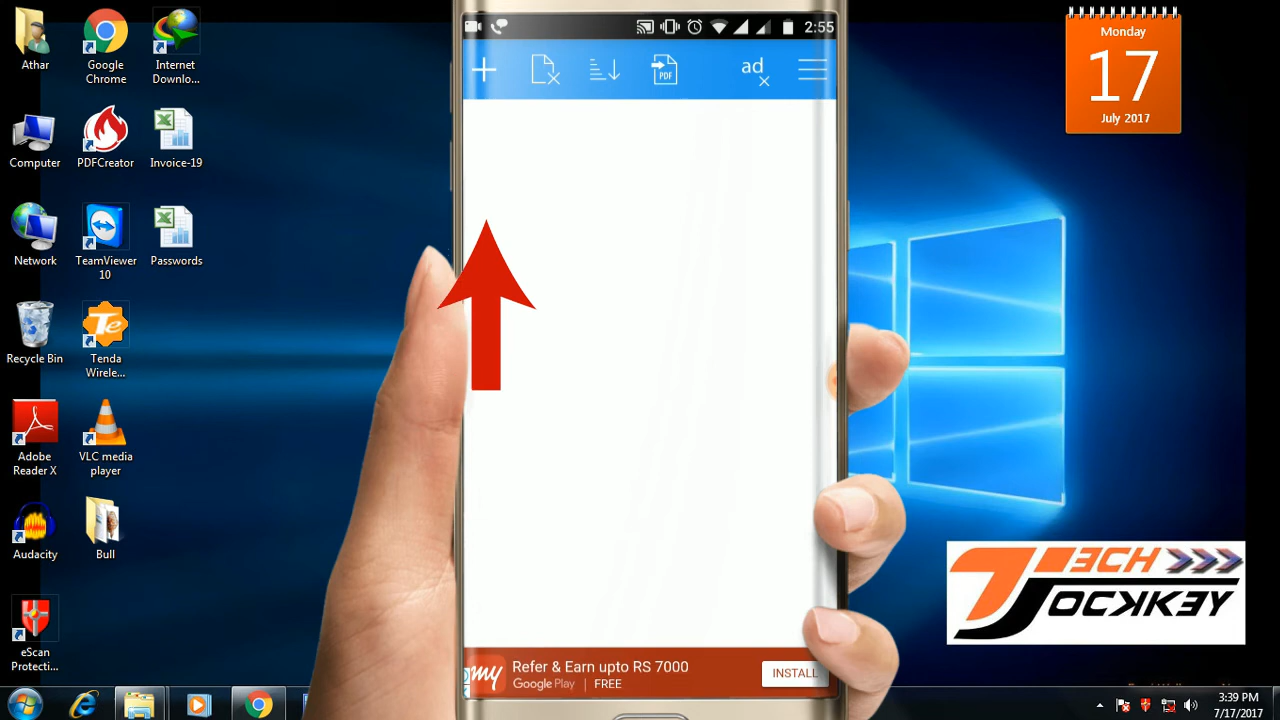 Athar
Google
Chrome
Internet
Downlo...
Computer
PDFCreator
Invoice-19
Network
TeamViewer
10
Passwords
Recycle Bin
Tenda
Wirele...
Adobe
Reader X
VLC media
player
Audacity
Bull
eScan
Protecti...
2:55
PDF
ad
my
Refer & Earn upto RS 7000
Google Play | FREE
INSTALL
Monday
17
July 2017
TECH
JOCKKEY
3:39 PM
7/17/2017